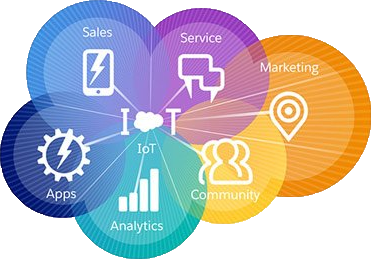 Sales
Service
Marketing
I T
IoT
Apps
Community
Analytics